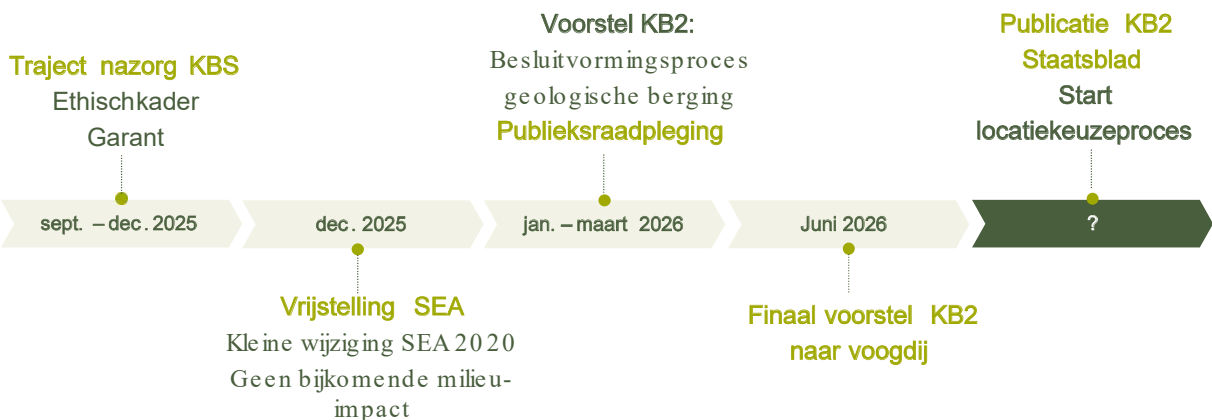 Traject nazorg KBS
Ethisch kader
Garant
sept. – dec. 2025
dec. 2025
Vrijstelling SEA
Kleine wijziging SEA 2020
Geen bijkomende milieu-
impact
Voorstel KB2:
Besluitvormingsproces
geologische berging
Publieksraadpleging
jan. – maart 2026
Juni 2026
Finaal voorstel KB2
naar voogdij
Publicatie KB2
Staatsblad
Start
locatiekeuzeproces
?